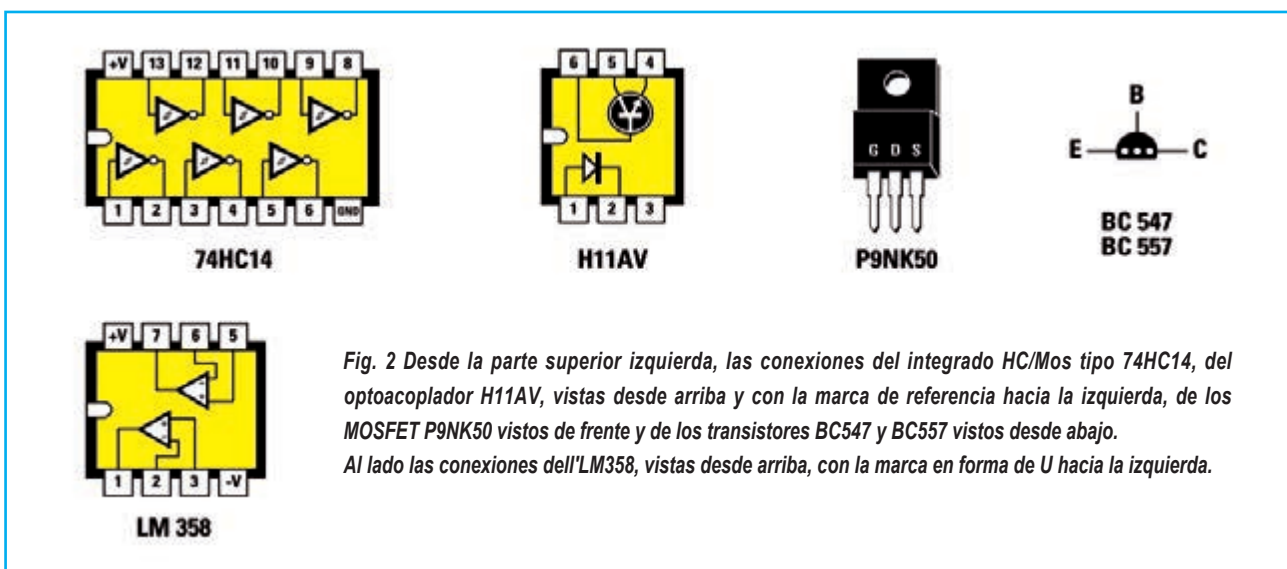 +V 13 12 11 10 9 8
1 2 3 4 5 6 GND
74HC14
6 5 4
1 2 3
H11AV
G D S
P9NK50
B
E C
BC 547
BC 557
+V 7 6 5
1 2 3 -V
LM 358
Fig. 2 Desde la parte superior izquierda, las conexiones del integrado HC/Mos tipo 74HC14, del
optoacoplador H11AV, vistas desde arriba y con la marca de referencia hacia la izquierda, de los
MOSFET P9NK50 vistos de frente y de los transistores BC547 y BC557 vistos desde abajo.
Al lado las conexiones dell'LM358, vistas desde arriba, con la marca en forma de U hacia la izquierda.